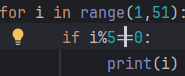 for i in range(1,51):
    if i%5==0:
        print(i)